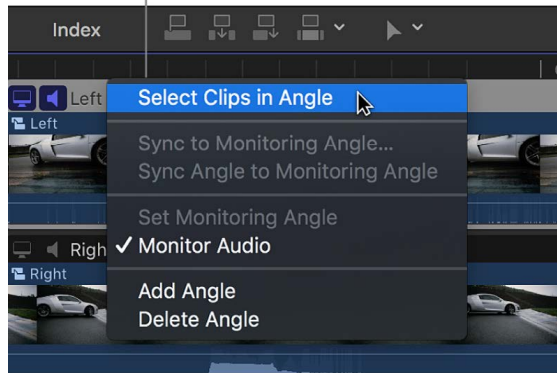 Index
Left
Select Clips in Angle
Left
Sync to Monitoring Angle...
Sync Angle to Monitoring Angle
Set Monitoring Angle
Righ
✓ Monitor Audio
Right
Add Angle
Delete Angle